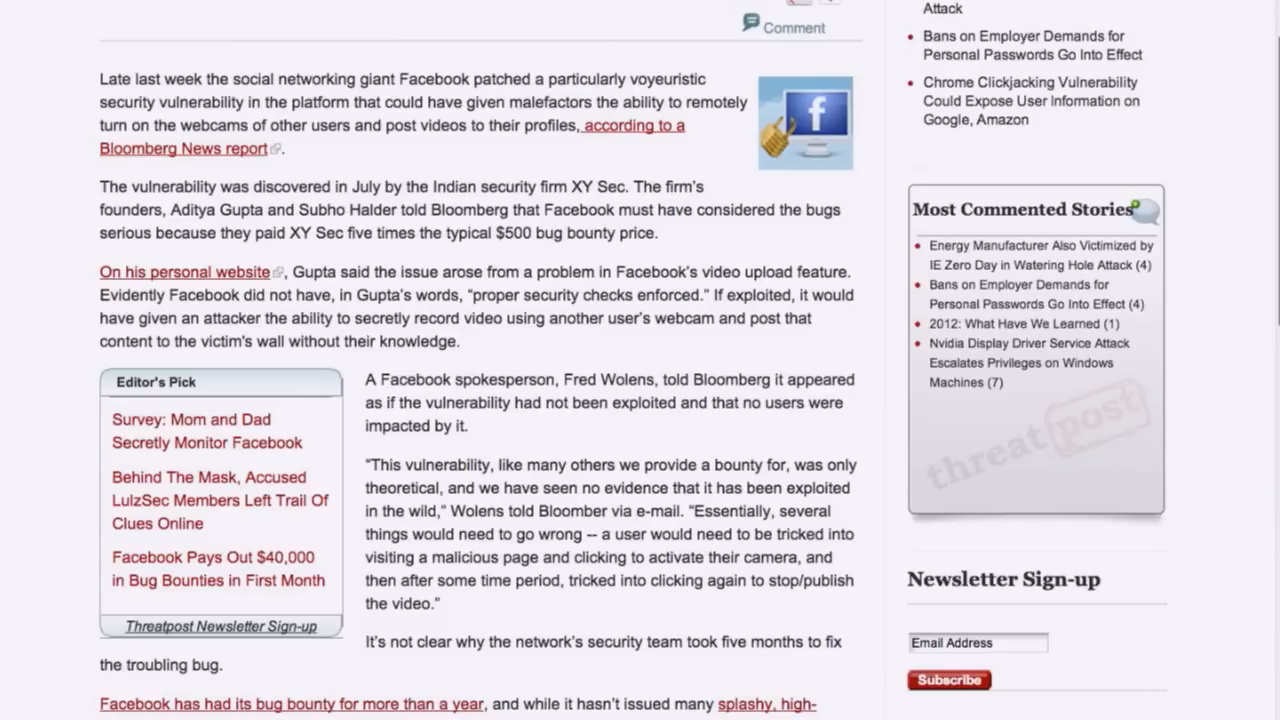 Comment
Late last week the social networking giant Facebook patched a particularly voyeuristic
security vulnerability in the platform that could have given malefactors the ability to remotely
turn on the webcams of other users and post videos to their profiles, according to a
Bloomberg News report.
The vulnerability was discovered in July by the Indian security firm XY Sec. The firm's
founders, Aditya Gupta and Subho Halder told Bloomberg that Facebook must have considered the bugs
serious because they paid XY Sec five times the typical $500 bug bounty price.
On his personal website, Gupta said the issue arose from a problem in Facebook's video upload feature.
Evidently Facebook did not have, in Gupta's words, “proper security checks enforced.” If exploited, it would
have given an attacker the ability to secretly record video using another user's webcam and post that
content to the victim's wall without their knowledge.
Editor's Pick
Survey: Mom and Dad
Secretly Monitor Facebook
Behind The Mask, Accused
LulzSec Members Left Trail Of
Clues Online
Facebook Pays Out $40,000
in Bug Bounties in First Month
Threatpost Newsletter Sign-up
A Facebook spokesperson, Fred Wolens, told Bloomberg it appeared
as if the vulnerability had not been exploited and that no users were
impacted by it.
“This vulnerability, like many others we provide a bounty for, was only
theoretical, and we have seen no evidence that it has been exploited
in the wild,” Wolens told Bloomber via e-mail. “Essentially, several
things would need to go wrong -- a user would need to be tricked into
visiting a malicious page and clicking to activate their camera, and
then after some time period, tricked into clicking again to stop/publish
the video.”
It's not clear why the network's security team took five months to fix
the troubling bug.
Facebook has had its bug bounty for more than a year, and while it hasn't issued many splashy, high-
Attack
Bans on Employer Demands for
Personal Passwords Go Into Effect
Chrome Clickjacking Vulnerability
Could Expose User Information on
Google, Amazon
Most Commented Stories
Energy Manufacturer Also Victimized by
IE Zero Day in Watering Hole Attack (4)
Bans on Employer Demands for
Personal Passwords Go Into Effect (4)
2012: What Have We Learned (1)
Nvidia Display Driver Service Attack
Escalates Privileges on Windows
Machines (7)
threat post
Newsletter Sign-up
Email Address
Subscribe